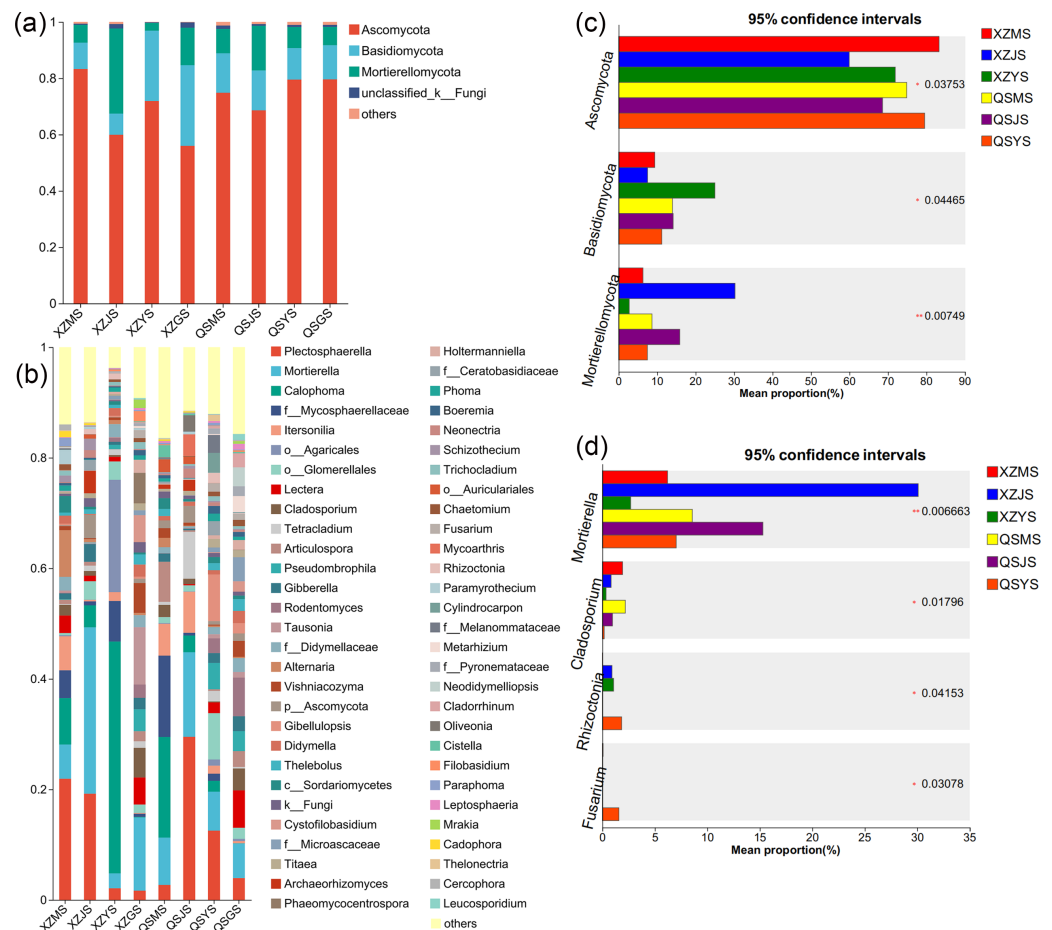 (a)
1
0.8
0.6
0.4
0.2
0
XZMS
XZJS
XZYS
XZGS
QSMS
QSJS
QSYS
QSGS
Ascomycota
Basidiomycota
Mortierellomycota
unclassified_k__Fungi
others
(c)
95% confidence intervals
Ascomycota
Basidiomycota
Mortierellomycota
* 0.03753
* 0.04465
** 0.00749
0 10 20 30 40 50 60 70 80 90
Mean proportion(%)
XZMS
XZJS
XZYS
QSMS
QSJS
QSYS
(b)
1
0.8
0.6
0.4
0.2
0
XZMS
XZJS
XZYS
XZGS
QSMS
QSJS
QSYS
QSGS
Plectosphaerella
Mortierella
Calophoma
f__Mycosphaerellaceae
Itersonilia
o__Agaricales
o__Glomerellales
Lectera
Cladosporium
Tetracladium
Articulospora
Pseudombrophila
Gibberella
Rodentomyces
Tausonia
f__Didymellaceae
Alternaria
Vishniacozyma
p__Ascomycota
Gibellulopsis
Didymella
Thelebolus
c__Sordariomycetes
k__Fungi
Cystofilobasidium
f__Microascaceae
Titaea
Archaeorhizomyces
Phaeomycocentrospora
Holtermanniella
f__Ceratobasidiaceae
Phoma
Boeremia
Neonectria
Schizothecium
Trichocladium
o__Auriculariales
Chaetomium
Fusarium
Mycoarthris
Rhizoctonia
Paramyrothecium
Cylindrocarpon
f__Melanommataceae
Metarhizium
f__Pyronemataceae
Neodidymelliopsis
Cladorrhinum
Oliveonia
Cistella
Filobasidium
Paraphoma
Leptosphaeria
Mrakia
Cadophora
Thelonectria
Cercophora
Leucosporidium
others
(d)
95% confidence intervals
Mortierella
Cladosporium
Rhizoctonia
Fusarium
** 0.006663
* 0.01796
* 0.04153
* 0.03078
0 5 10 15 20 25 30 35
Mean proportion(%)
XZMS
XZJS
XZYS
QSMS
QSJS
QSYS